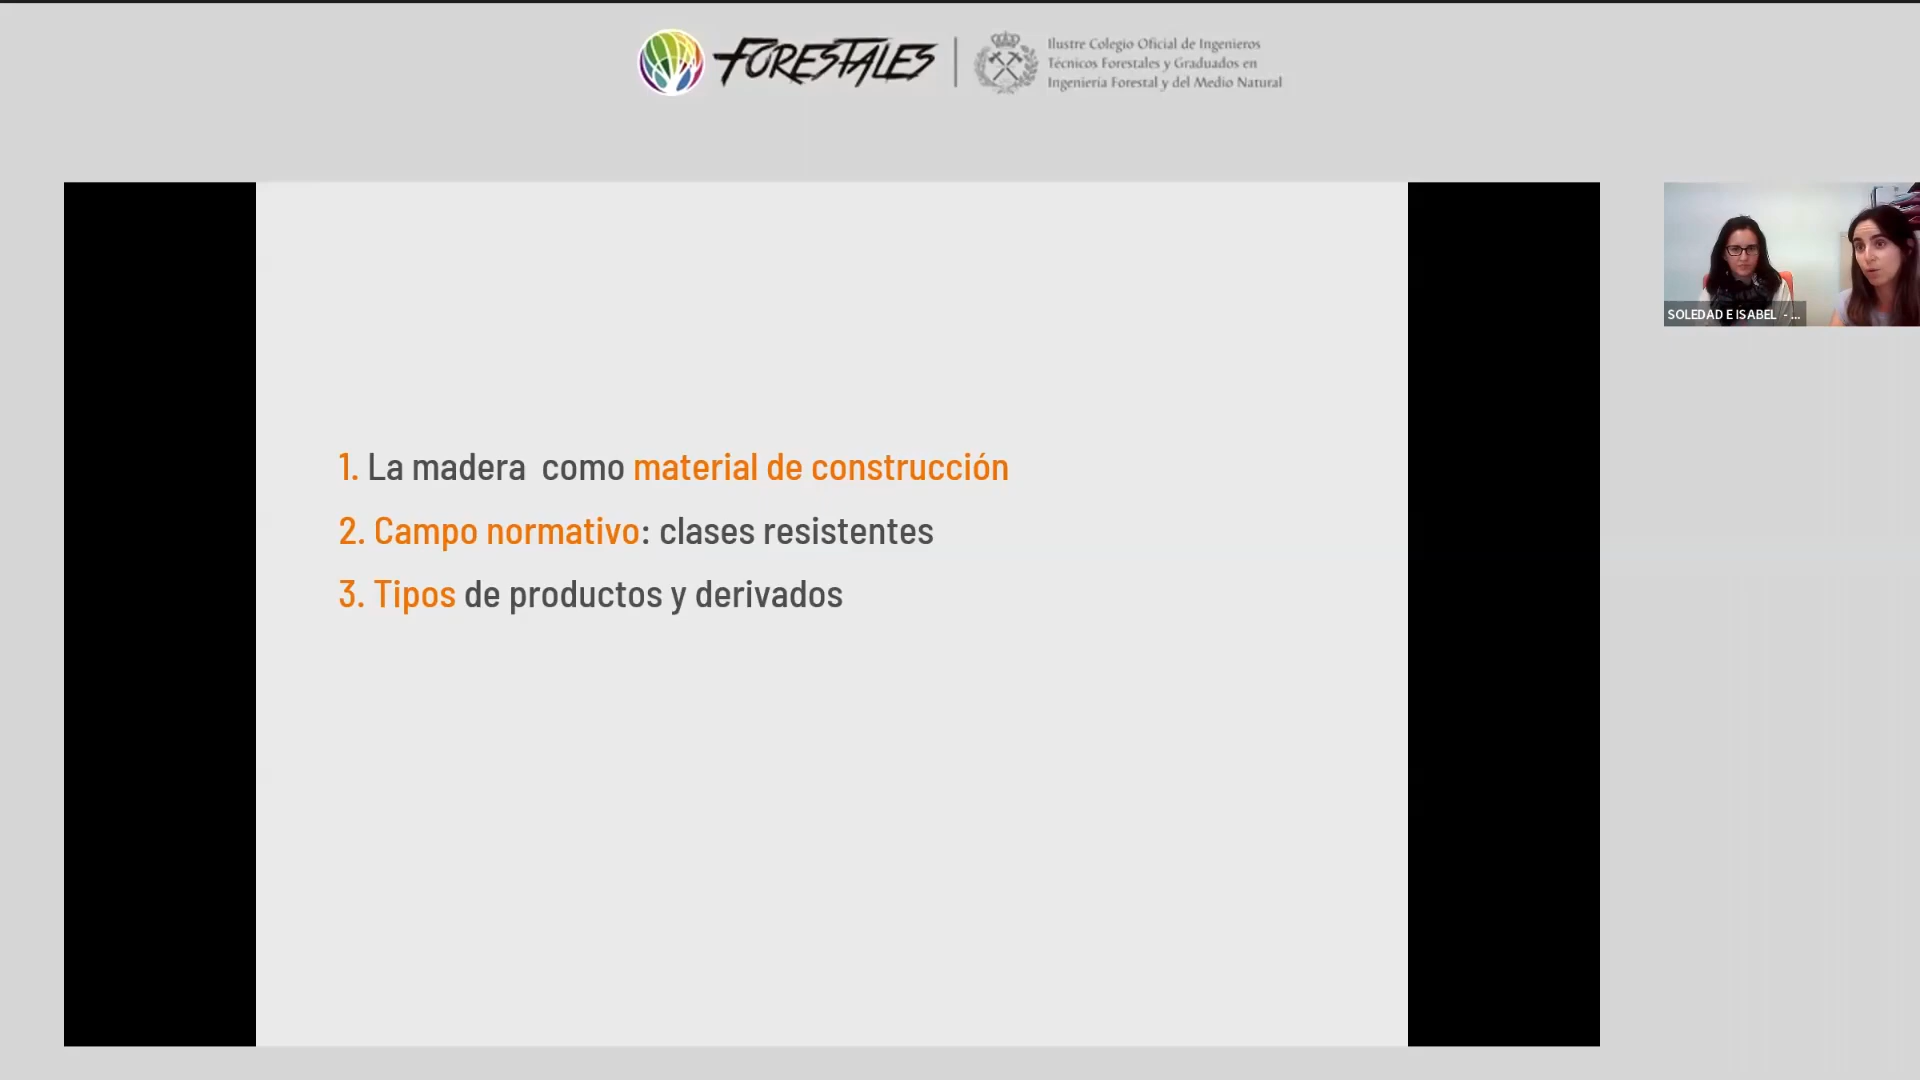 FORESTALES
Ilustre Colegio Oficial de Ingenieros
Técnicos Forestales y Graduados en
Ingeniería Forestal y del Medio Natural
SOLEDAD E ISABEL - ...
1. La madera como material de construcción
2. Campo normativo: clases resistentes
3. Tipos de productos y derivados